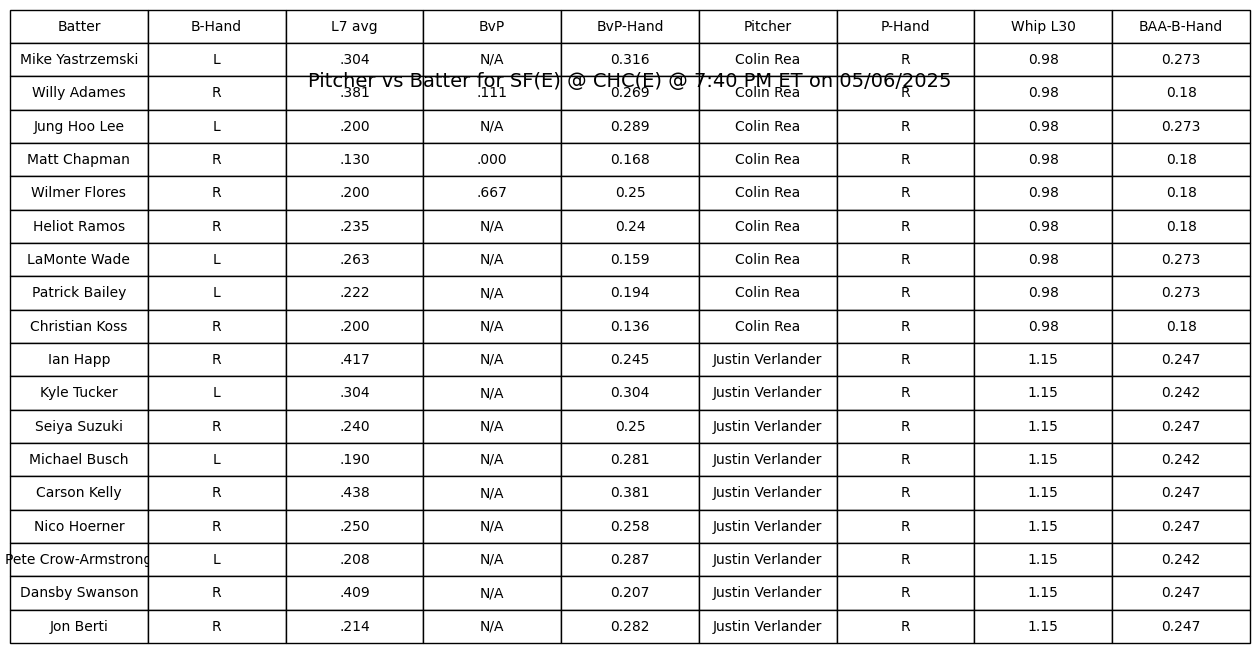 Batter B-Hand L7 avg BvP BvP-Hand Pitcher P-Hand Whip L30 BAA-B-Hand
Mike Yastrzemski L .304 N/A 0.316 Colin Rea R 0.98 0.273
Pitcher vs Batter for SF(E) @ CHC(E) @ 7:40 PM ET on 05/06/2025
Willy Adames R .381 .111 0.269 Colin Rea R 0.98 0.18
Jung Hoo Lee L .200 N/A 0.289 Colin Rea R 0.98 0.273
Matt Chapman R .130 .000 0.168 Colin Rea R 0.98 0.18
Wilmer Flores R .200 .667 0.25 Colin Rea R 0.98 0.18
Heliot Ramos R .235 N/A 0.24 Colin Rea R 0.98 0.18
LaMonte Wade L .263 N/A 0.159 Colin Rea R 0.98 0.273
Patrick Bailey L .222 N/A 0.194 Colin Rea R 0.98 0.273
Christian Koss R .200 N/A 0.136 Colin Rea R 0.98 0.18
Ian Happ R .417 N/A 0.245 Justin Verlander R 1.15 0.247
Kyle Tucker L .304 N/A 0.304 Justin Verlander R 1.15 0.242
Seiya Suzuki R .240 N/A 0.25 Justin Verlander R 1.15 0.247
Michael Busch L .190 N/A 0.281 Justin Verlander R 1.15 0.242
Carson Kelly R .438 N/A 0.381 Justin Verlander R 1.15 0.247
Nico Hoerner R .250 N/A 0.258 Justin Verlander R 1.15 0.247
Pete Crow-Armstrong L .208 N/A 0.287 Justin Verlander R 1.15 0.242
Dansby Swanson R .409 N/A 0.207 Justin Verlander R 1.15 0.247
Jon Berti R .214 N/A 0.282 Justin Verlander R 1.15 0.247